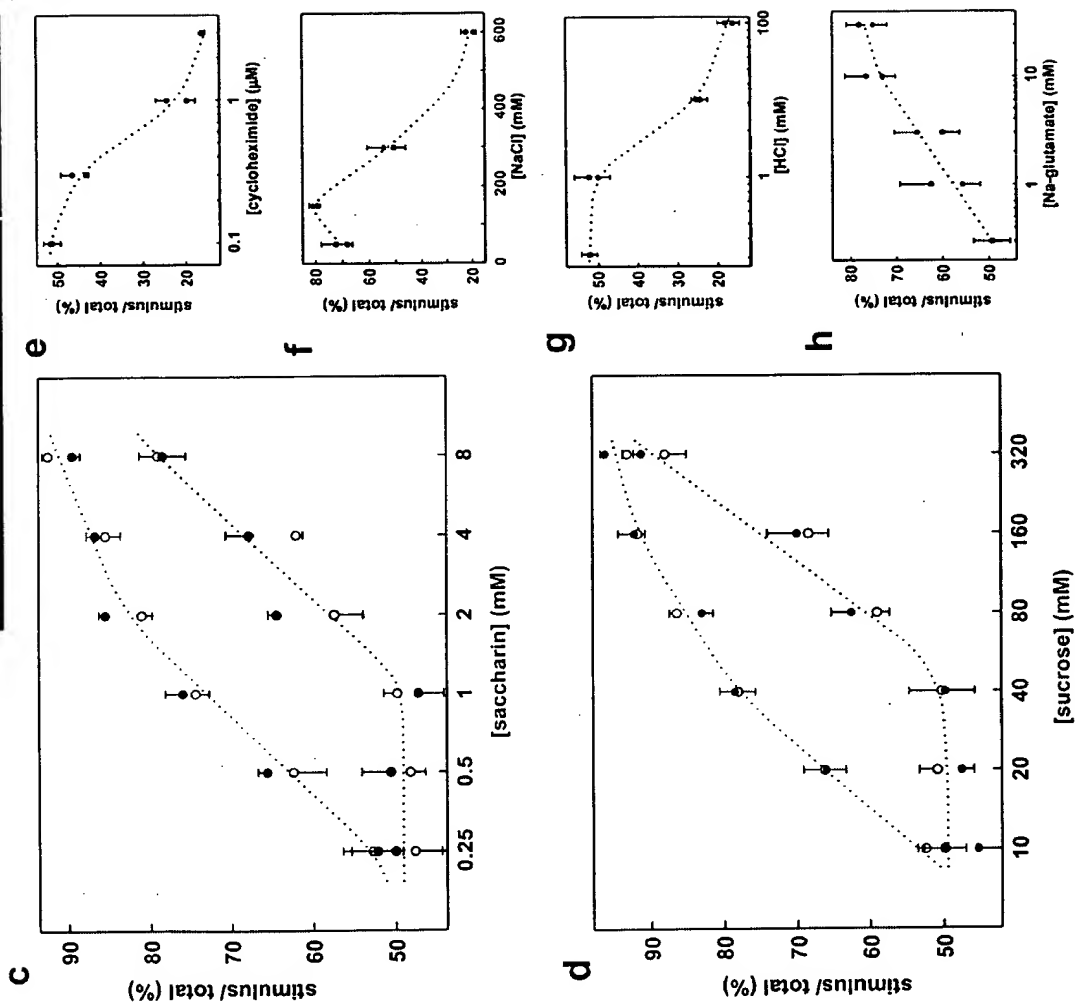 c
stimulus/ total (%)
90
80
70
60
50
0.25
0.5
1
2
4
8
[saccharin] (mM)
d
stimulus/ total (%)
90
80
70
60
50
10
20
40
80
160
320
[sucrose] (mM)
e
stimulus/ total (%)
50
40
30
20
0.1
1
[cycloheximide] (μM)
f
stimulus/ total (%)
80
60
40
20
0
200
400
600
[NaCl] (mM)
g
stimulus/ total (%)
50
40
30
20
1
100
[HCl] (mM)
h
stimulus/ total (%)
80
70
60
50
1
10
[Na-glutamate] (mM)